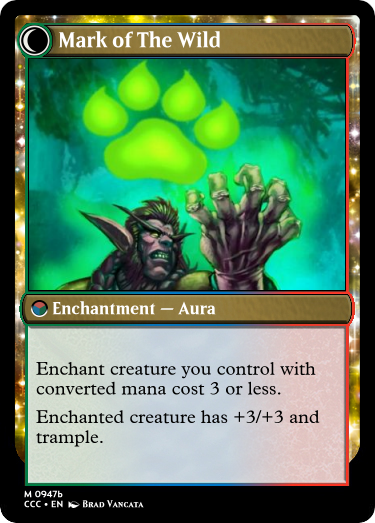 Mark of The Wild
Enchantment — Aura
Enchant creature you control with
converted mana cost 3 or less.
Enchanted creature has +3/+3 and
trample.
M 0947b
CCC • EN Brad Vancata